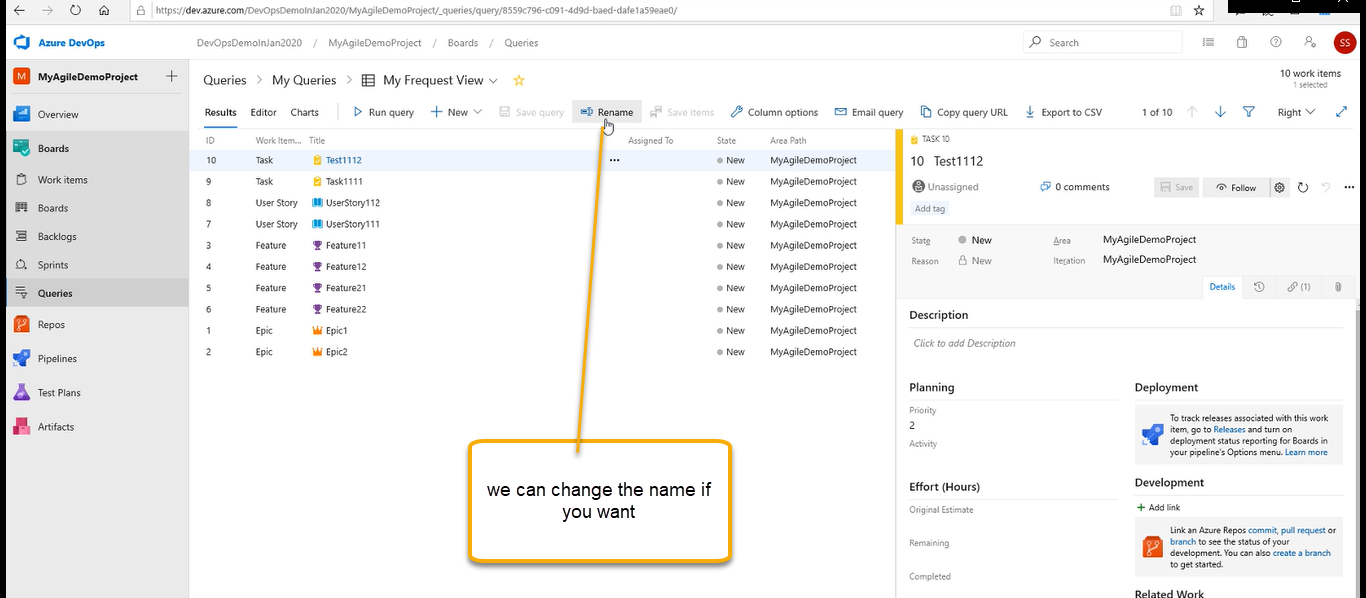 https://dev.azure.com/DevOpsDemoInJan2020/MyAgileDemoProject/_queries/query/8559c796-c091-4d9d-baed-dafe1a59eae0/
Azure DevOps
DevOpsDemoInJan2020 / MyAgileDemoProject / Boards / Queries
Search
SS
M MyAgileDemoProject
Overview
Boards
Work items
Boards
Backlogs
Sprints
Queries
Repos
Pipelines
Test Plans
Artifacts
Queries > My Queries > My Frequest View
10 work items
1 selected
Results Editor Charts Run query New Save query Rename Save items Column options Email query Copy query URL Export to CSV 1 of 10 Right
ID Work Item... Title Assigned To State Area Path
10 Task Test1112 ... New MyAgileDemoProject
9 Task Task1111 New MyAgileDemoProject
8 User Story UserStory112 New MyAgileDemoProject
7 User Story UserStory111 New MyAgileDemoProject
3 Feature Feature11 New MyAgileDemoProject
4 Feature Feature12 New MyAgileDemoProject
5 Feature Feature21 New MyAgileDemoProject
6 Feature Feature22 New MyAgileDemoProject
1 Epic Epic1 New MyAgileDemoProject
2 Epic Epic2 New MyAgileDemoProject
we can change the name if
you want
TASK 10
10 Test1112
Unassigned 0 comments Save Follow ...
Add tag
State New Area MyAgileDemoProject
Reason New Iteration MyAgileDemoProject
Details (1)
Description
Click to add Description
Planning
Priority
2
Activity
Effort (Hours)
Original Estimate
Remaining
Completed
Deployment
To track releases associated with this work
item, go to Releases and turn on
deployment status reporting for Boards in
your pipeline's Options menu. Learn more
Development
+ Add link
Link an Azure Repos commit, pull request or
branch to see the status of your
development. You can also create a branch
to get started.
Related Work